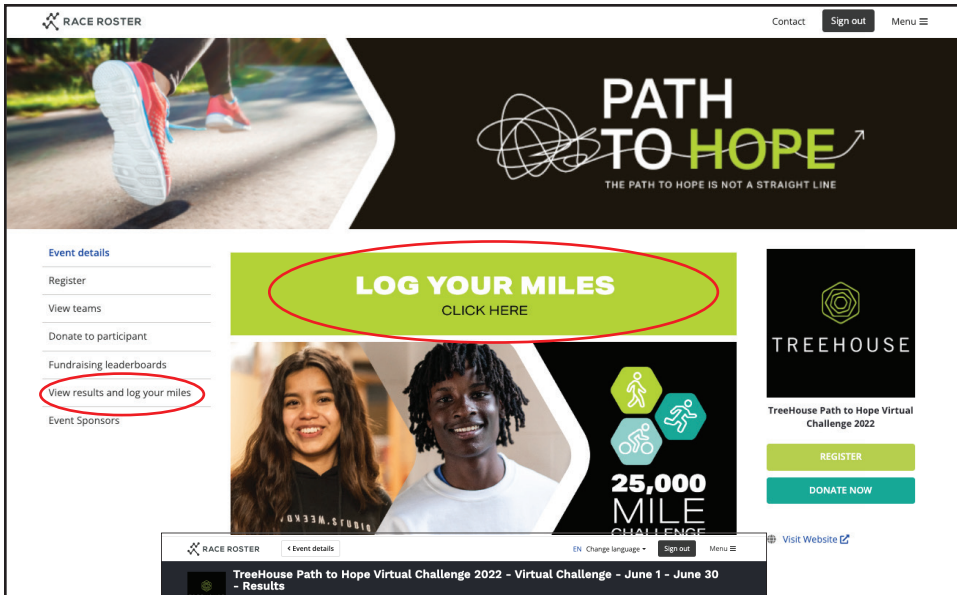 RACE ROSTER
Contact
Sign out
Menu
PATH
TO HOPE
THE PATH TO HOPE IS NOT A STRAIGHT LINE
Event details
Register
View teams
Donate to participant
Fundraising leaderboards
View results and log your miles
Event Sponsors
LOG YOUR MILES
CLICK HERE
25,000
MILE
CHALLENGE
TREEHOUSE
TreeHouse Path to Hope Virtual
Challenge 2022
REGISTER
DONATE NOW
Visit Website
RACE ROSTER
Event details
EN Change language
Sign out
Menu
TreeHouse Path to Hope Virtual Challenge 2022 - Virtual Challenge - June 1 - June 30
- Results